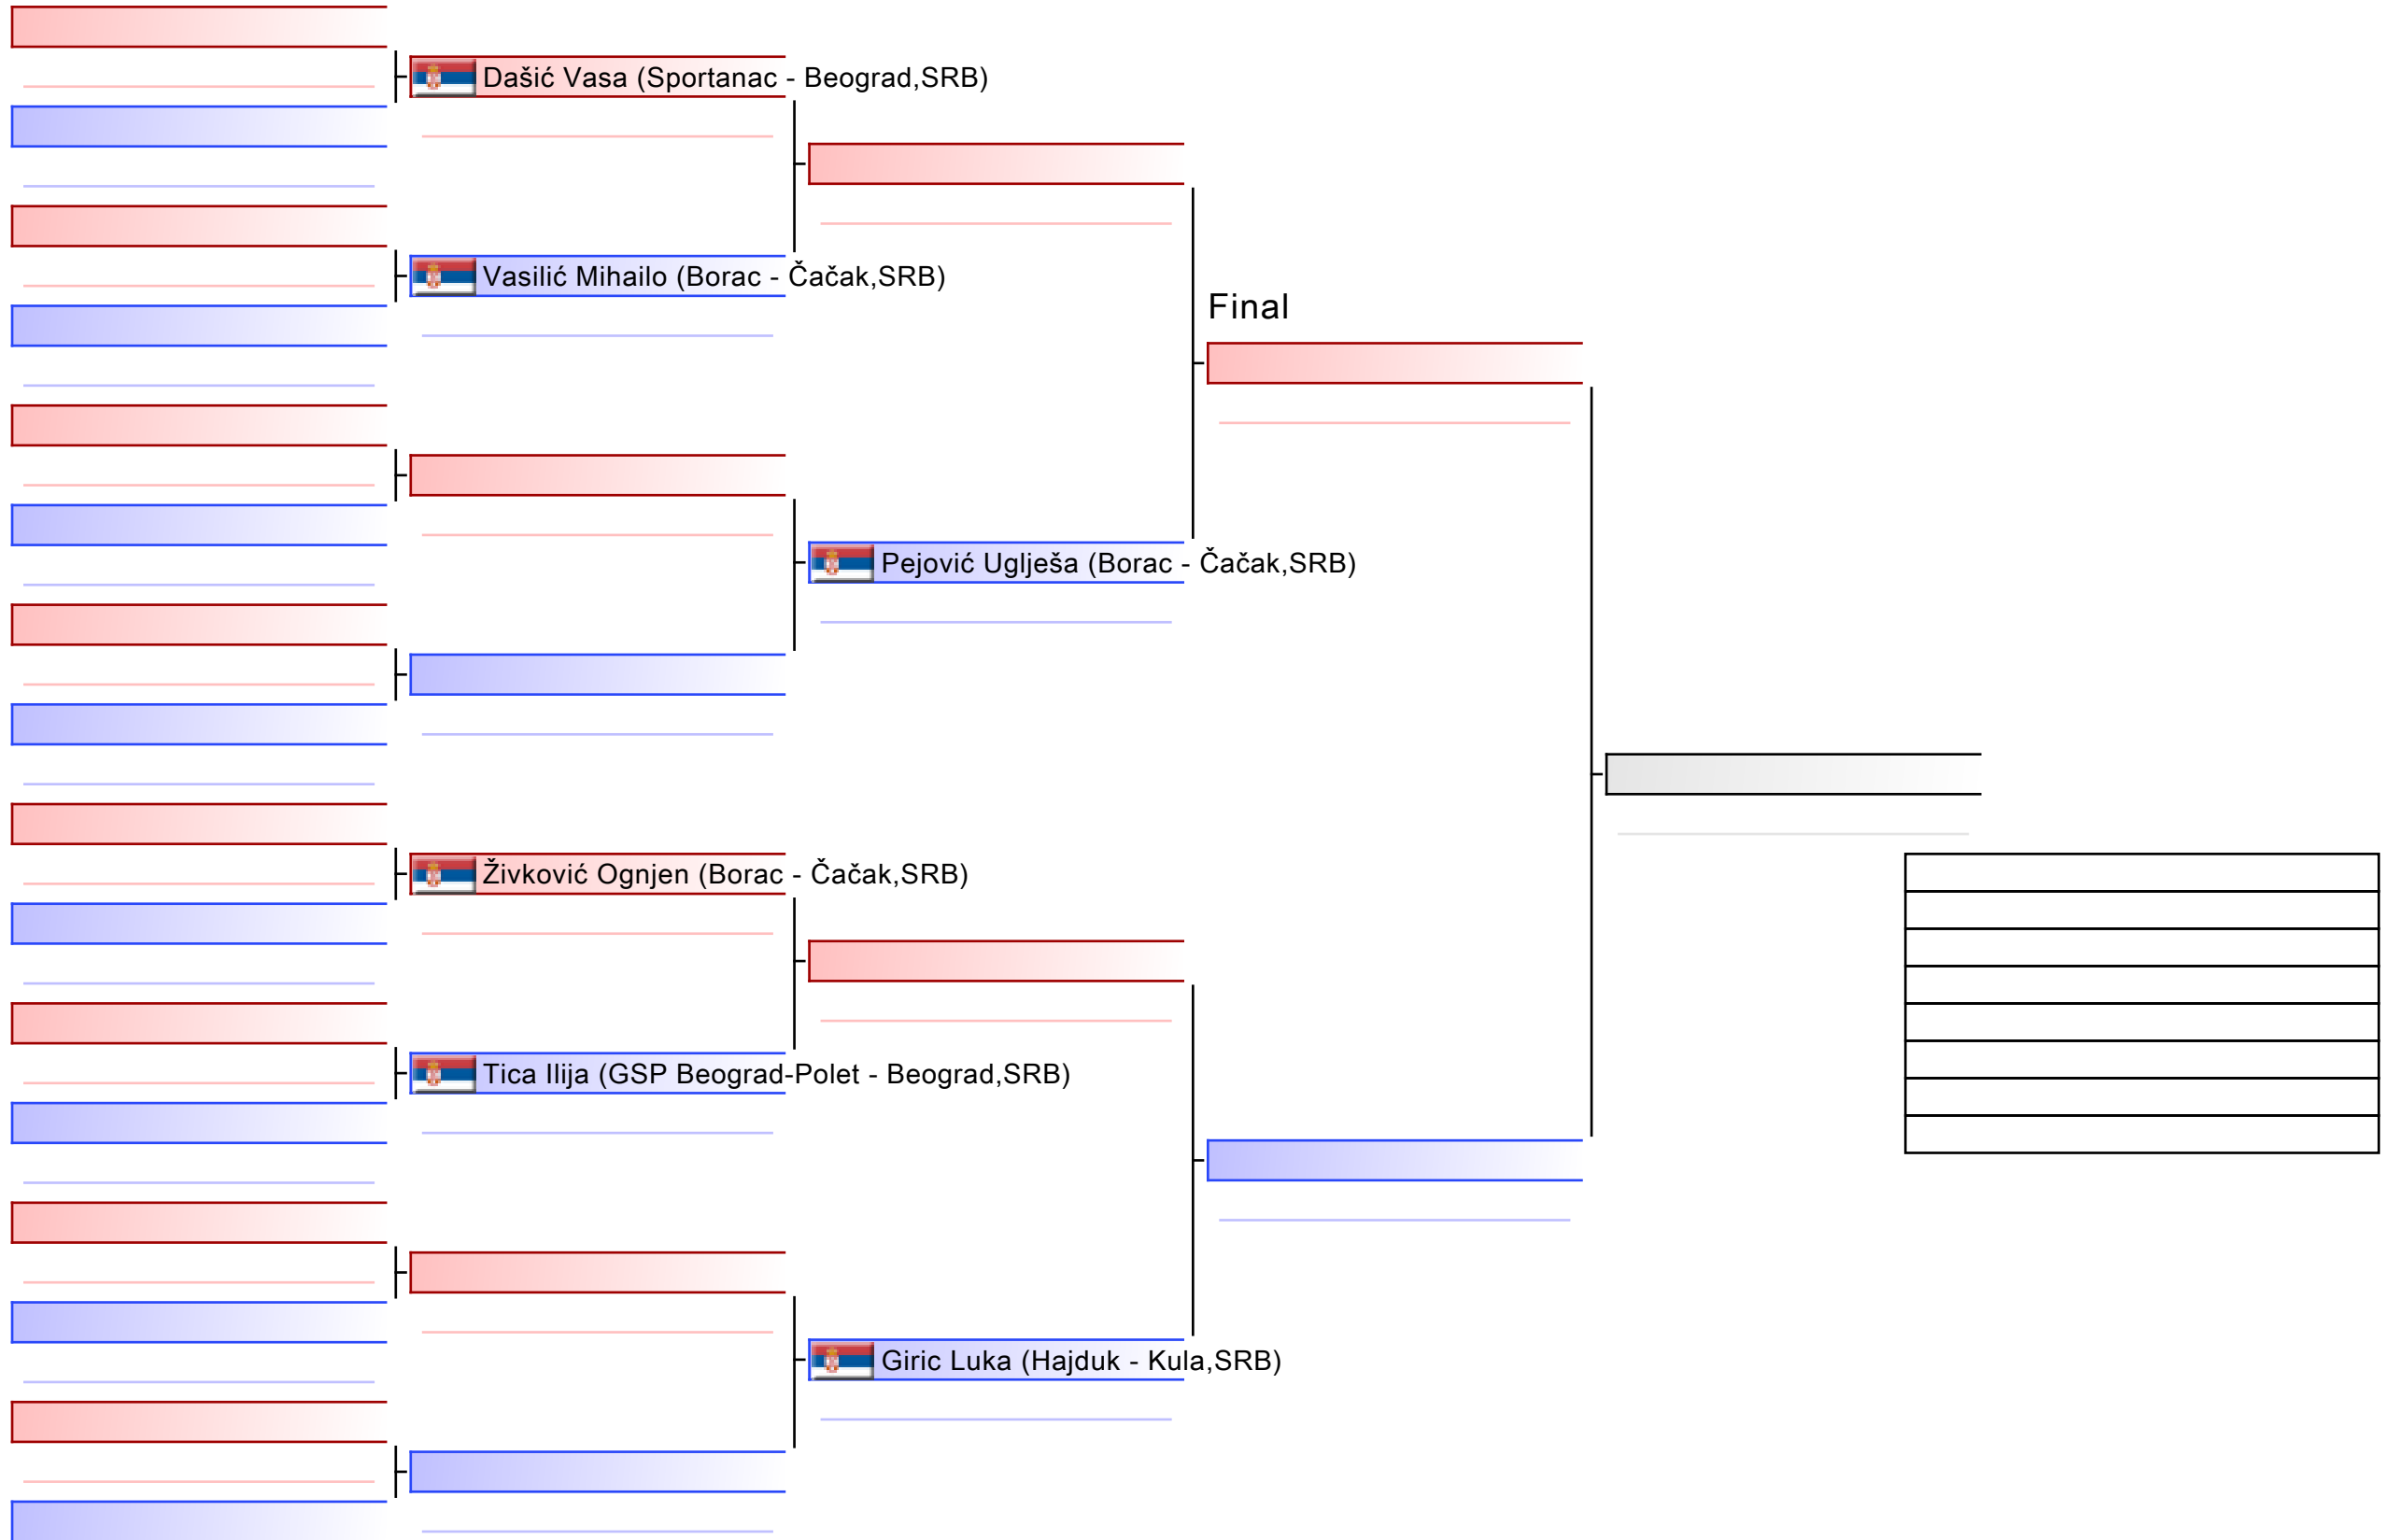 Dašić Vasa (Sportanac - Beograd,SRB)
Vasilić Mihailo (Borac - Čačak,SRB)
Final
Pejović Uglješa (Borac - Čačak,SRB)
Živković Ognjen (Borac - Čačak,SRB)
Tica Ilija (GSP Beograd-Polet - Beograd,SRB)
Giric Luka (Hajduk - Kula,SRB)